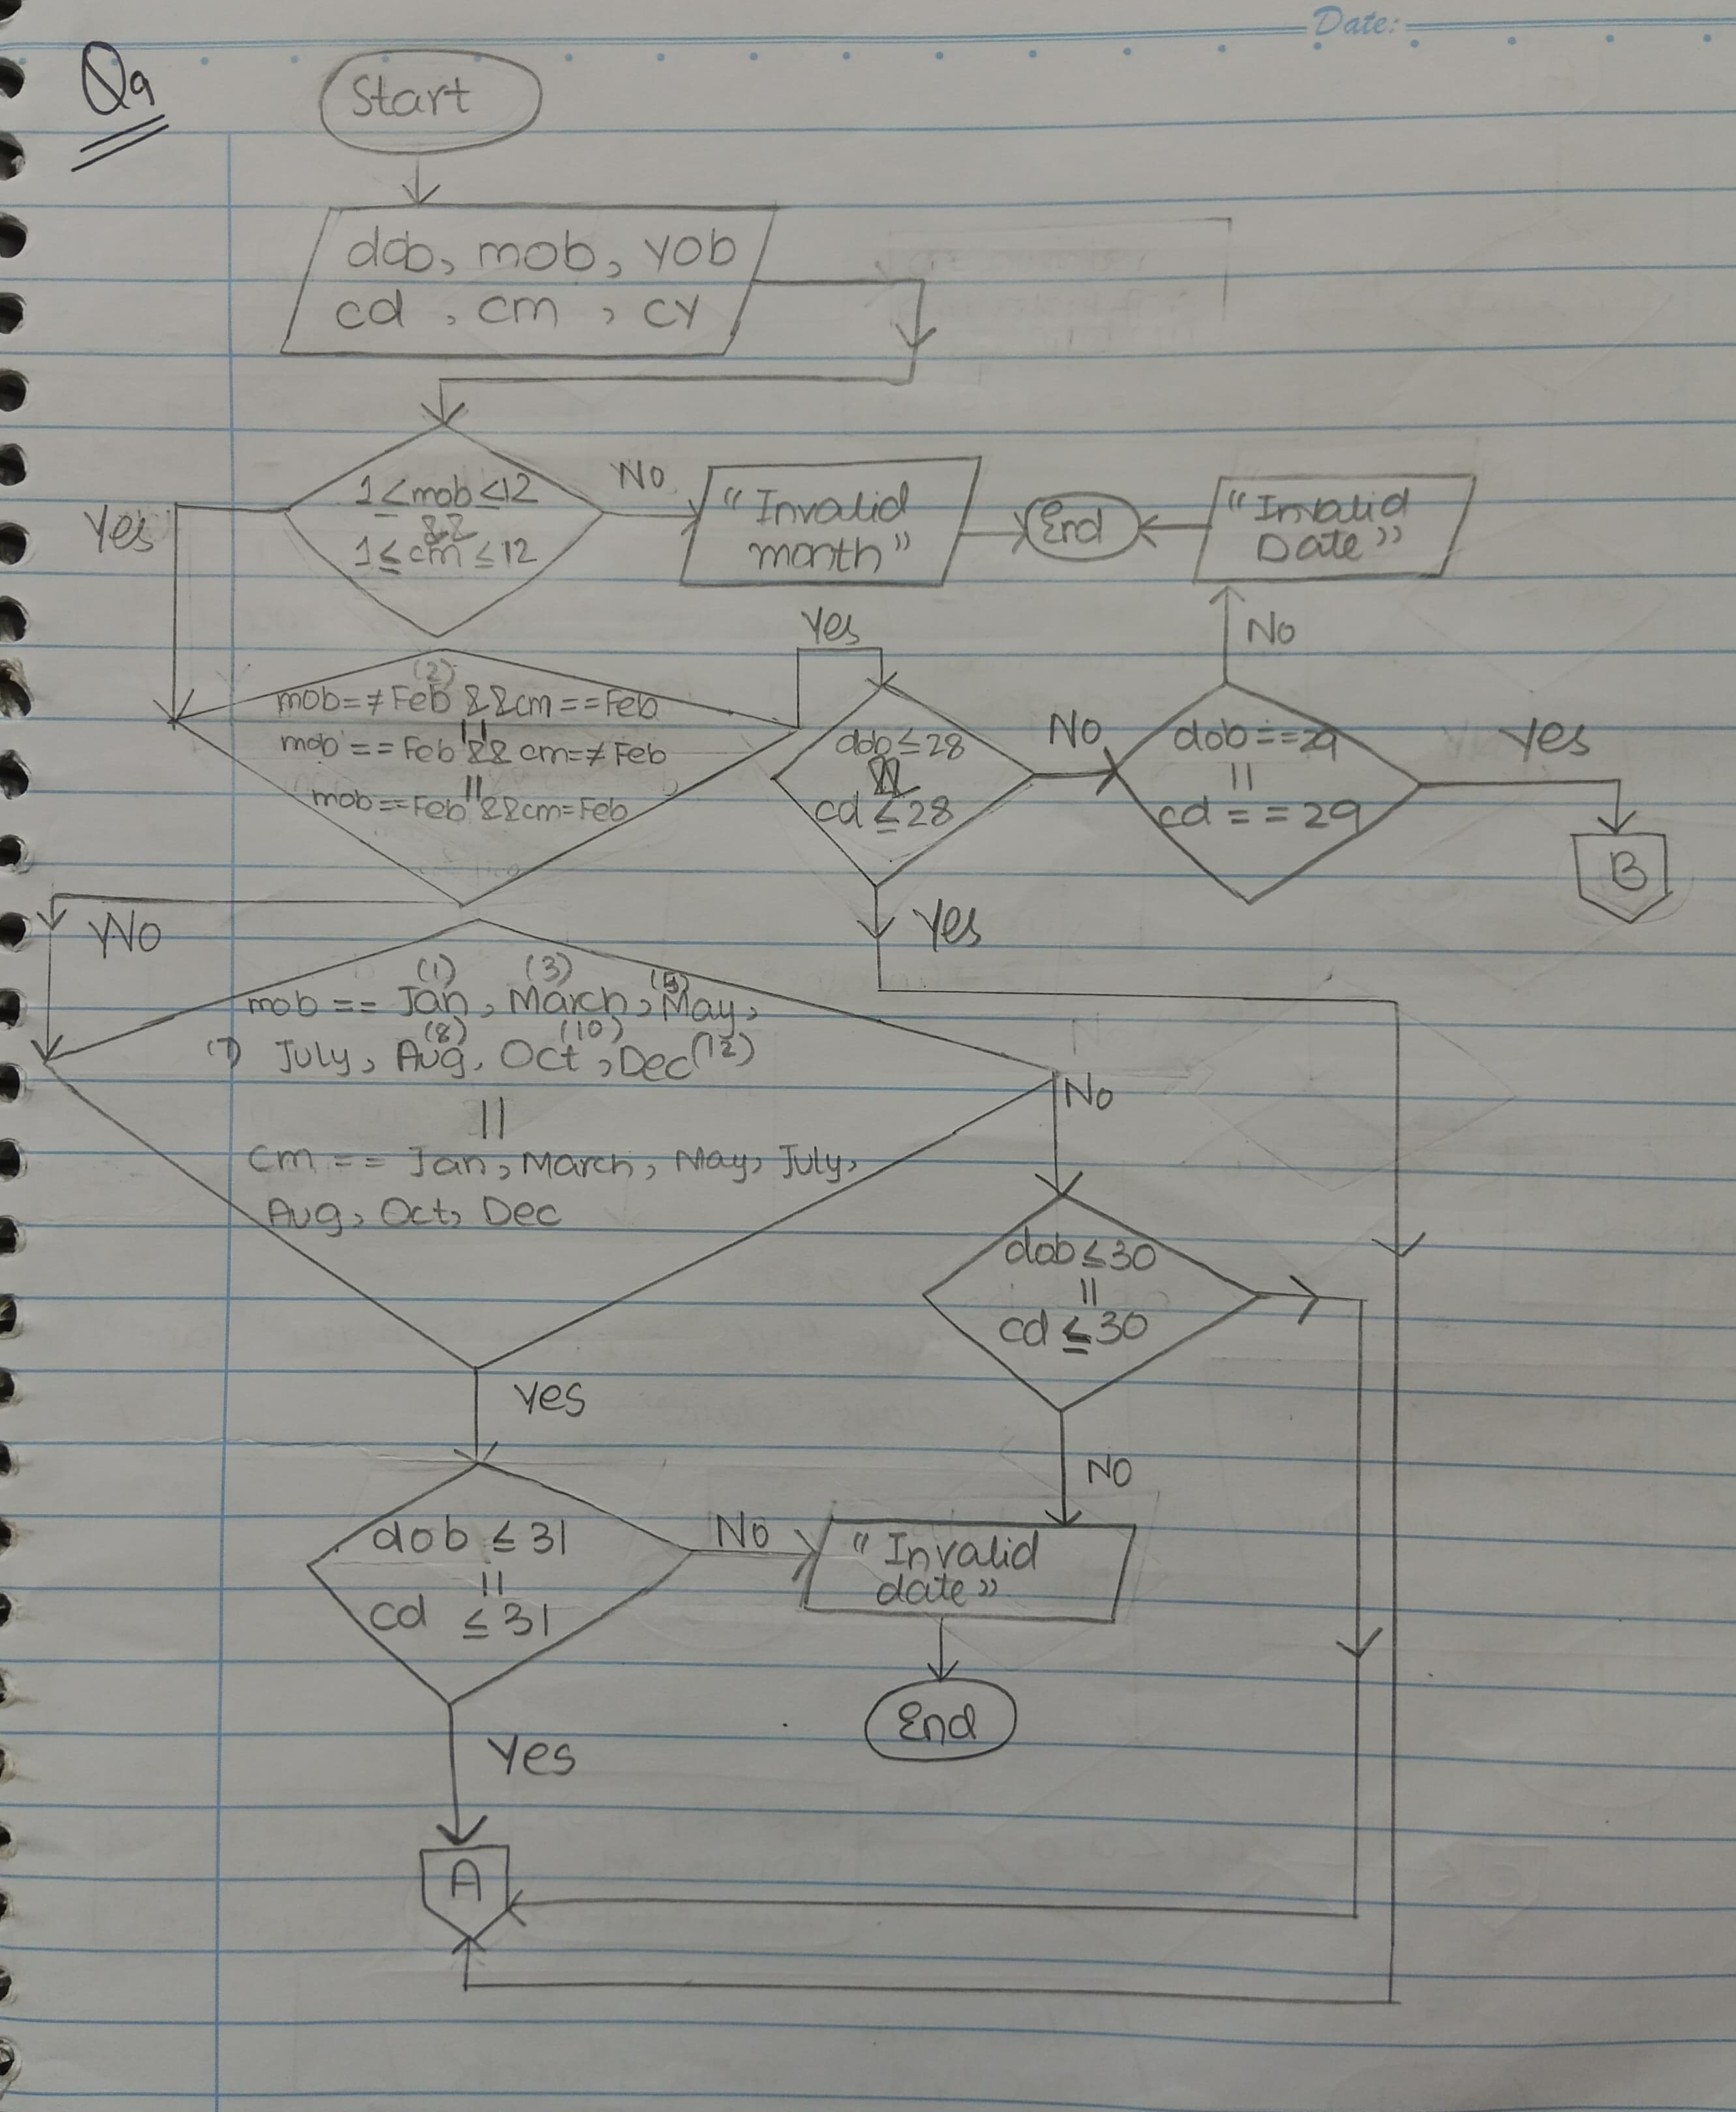 Date:
Q9
Start
dob, mob, yob
cd , cm , cy
1≤mob≤12
&&
1≤cm≤12
No
"Invalid
month"
End
"Invalid
Date"
Yes
No
Yes
(2)
mob=≠Feb &&cm==Feb
||
mob==Feb && cm=≠Feb
||
mob==Feb &&cm=Feb
dob≤28
cd≤28
No
dob==29
||
cd==29
Yes
B
No
Yes
(1) (3) (5)
mob == Jan, March, May,
(8) (10)
(7) July, Aug, Oct, Dec(12)
||
cm == Jan, March, May, July,
Aug, Oct, Dec
No
dob≤30
||
cd≤30
Yes
No
dob ≤31
||
cd ≤31
No
"Invalid
date"
End
Yes
A